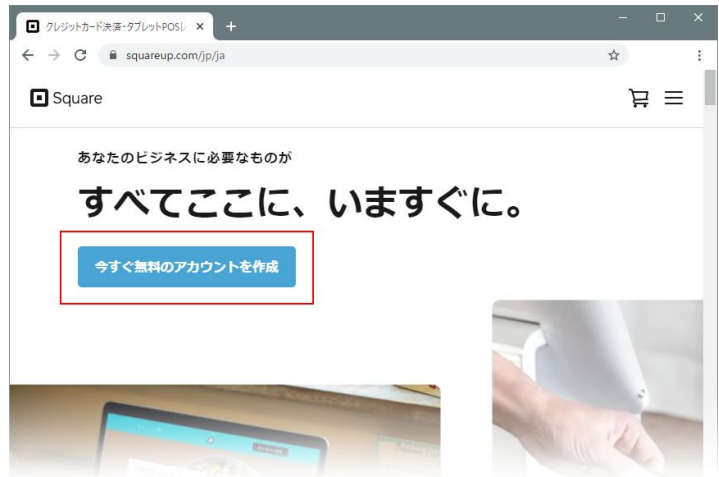 クレジットカード決済・タブレットPOSレ
squareup.com/jp/ja
Square
あなたのビジネスに必要なものが
すべてここに、いますぐに。
今すぐ無料のアカウントを作成